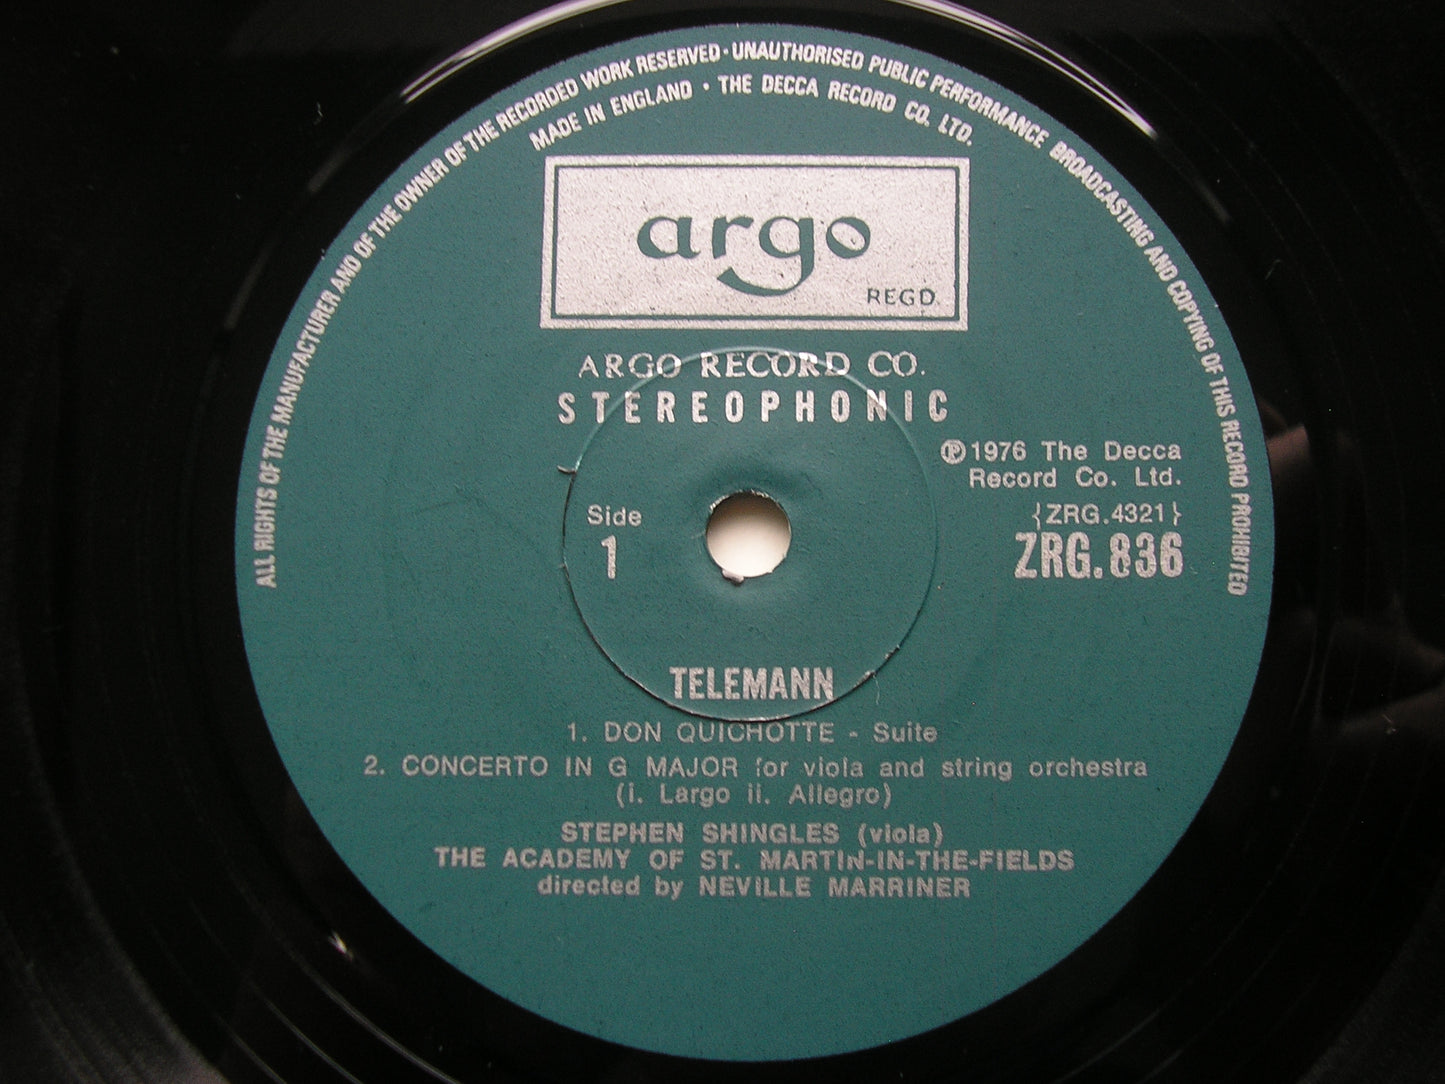 ALL RIGHTS OF THE MANUFACTURER AND OF THE OWNER OF THE RECORDED WORK RESERVED · UNAUTHORISED PUBLIC PERFORMANCE BROADCASTING AND COPYING OF THIS RECORD PROHIBITED
MADE IN ENGLAND · THE DECCA RECORD CO. LTD.
argo
REGD.
ARGO RECORD CO.
STEREOPHONIC
℗1976 The Decca
Record Co. Ltd.
Side
1
{ZRG.4321}
ZRG.836
TELEMANN
1. DON QUICHOTTE - Suite
2. CONCERTO IN G MAJOR for viola and string orchestra
(i. Largo ii. Allegro)
STEPHEN SHINGLES (viola)
THE ACADEMY OF ST. MARTIN-IN-THE-FIELDS
directed by NEVILLE MARRINER